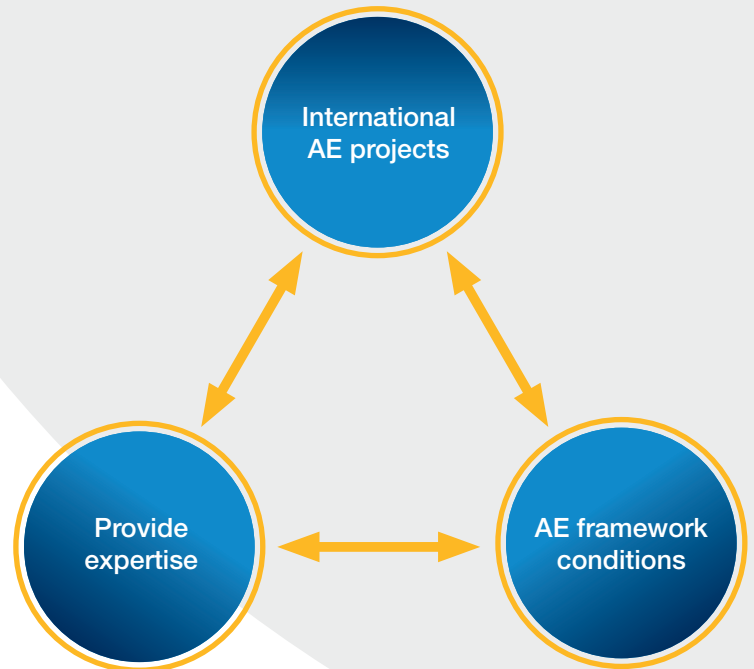 International
AE projects
Provide
expertise
AE framework
conditions